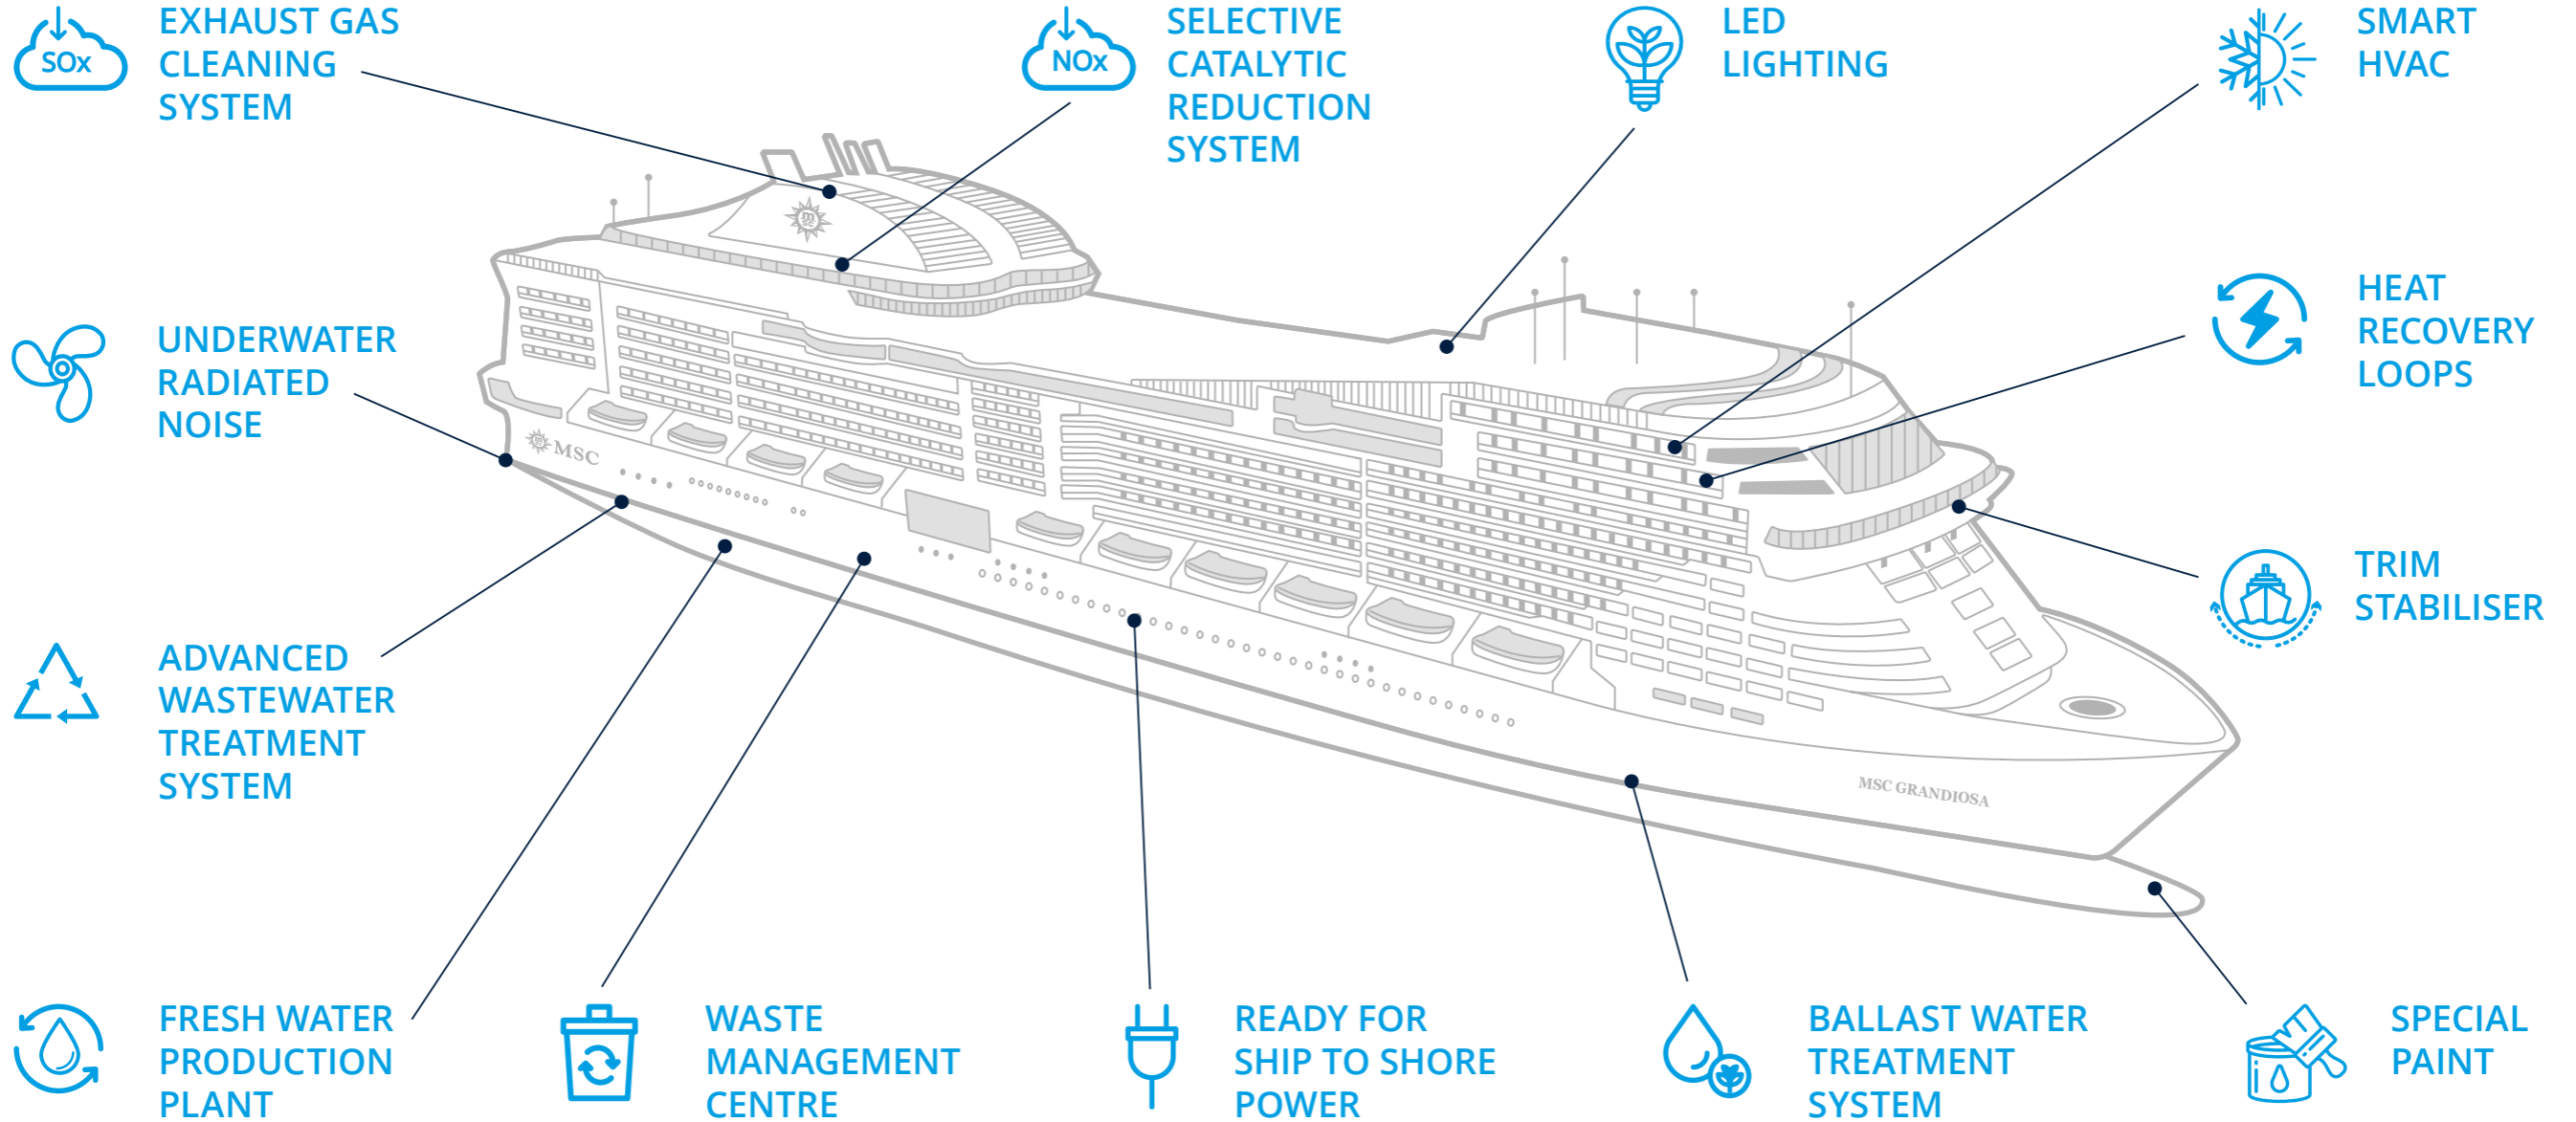 SOx
EXHAUST GAS
CLEANING
SYSTEM
NOx
SELECTIVE
CATALYTIC
REDUCTION
SYSTEM
LED
LIGHTING
SMART
HVAC
UNDERWATER
RADIATED
NOISE
HEAT
RECOVERY
LOOPS
m
sc
MSC
ADVANCED
WASTEWATER
TREATMENT
SYSTEM
TRIM
STABILISER
MSC GRANDIOSA
FRESH WATER
PRODUCTION
PLANT
WASTE
MANAGEMENT
CENTRE
READY FOR
SHIP TO SHORE
POWER
BALLAST WATER
TREATMENT
SYSTEM
SPECIAL
PAINT